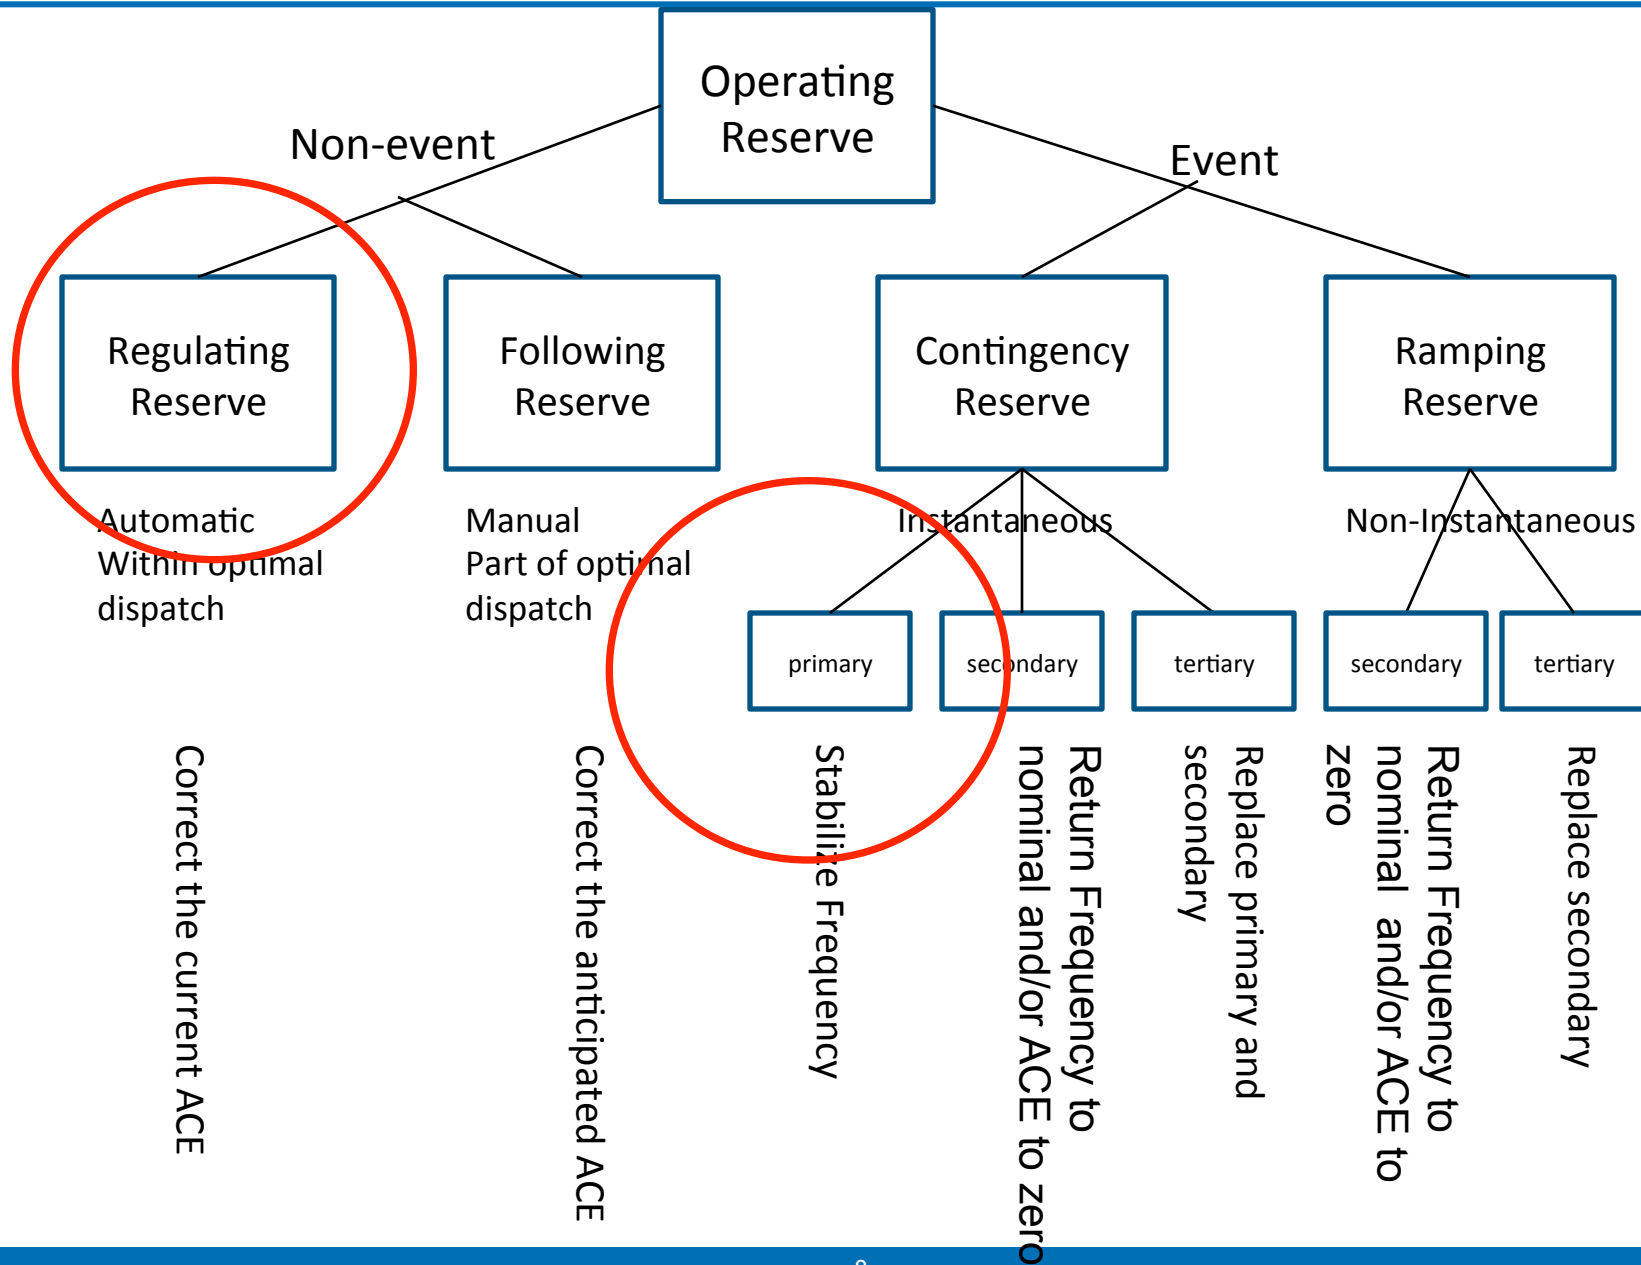 Operating
Reserve
Non-event
Event
Regulating
Reserve
Following
Reserve
Contingency
Reserve
Ramping
Reserve
Automatic
Within optimal
dispatch
Manual
Part of optimal
dispatch
Instantaneous
Non-Instantaneous
primary
secondary
tertiary
secondary
tertiary
Correct the current ACE
Correct the anticipated ACE
Stabilize Frequency
Return Frequency to
nominal and/or ACE to zero
Replace primary and
secondary
Return Frequency to
nominal and/or ACE to
zero
Replace secondary